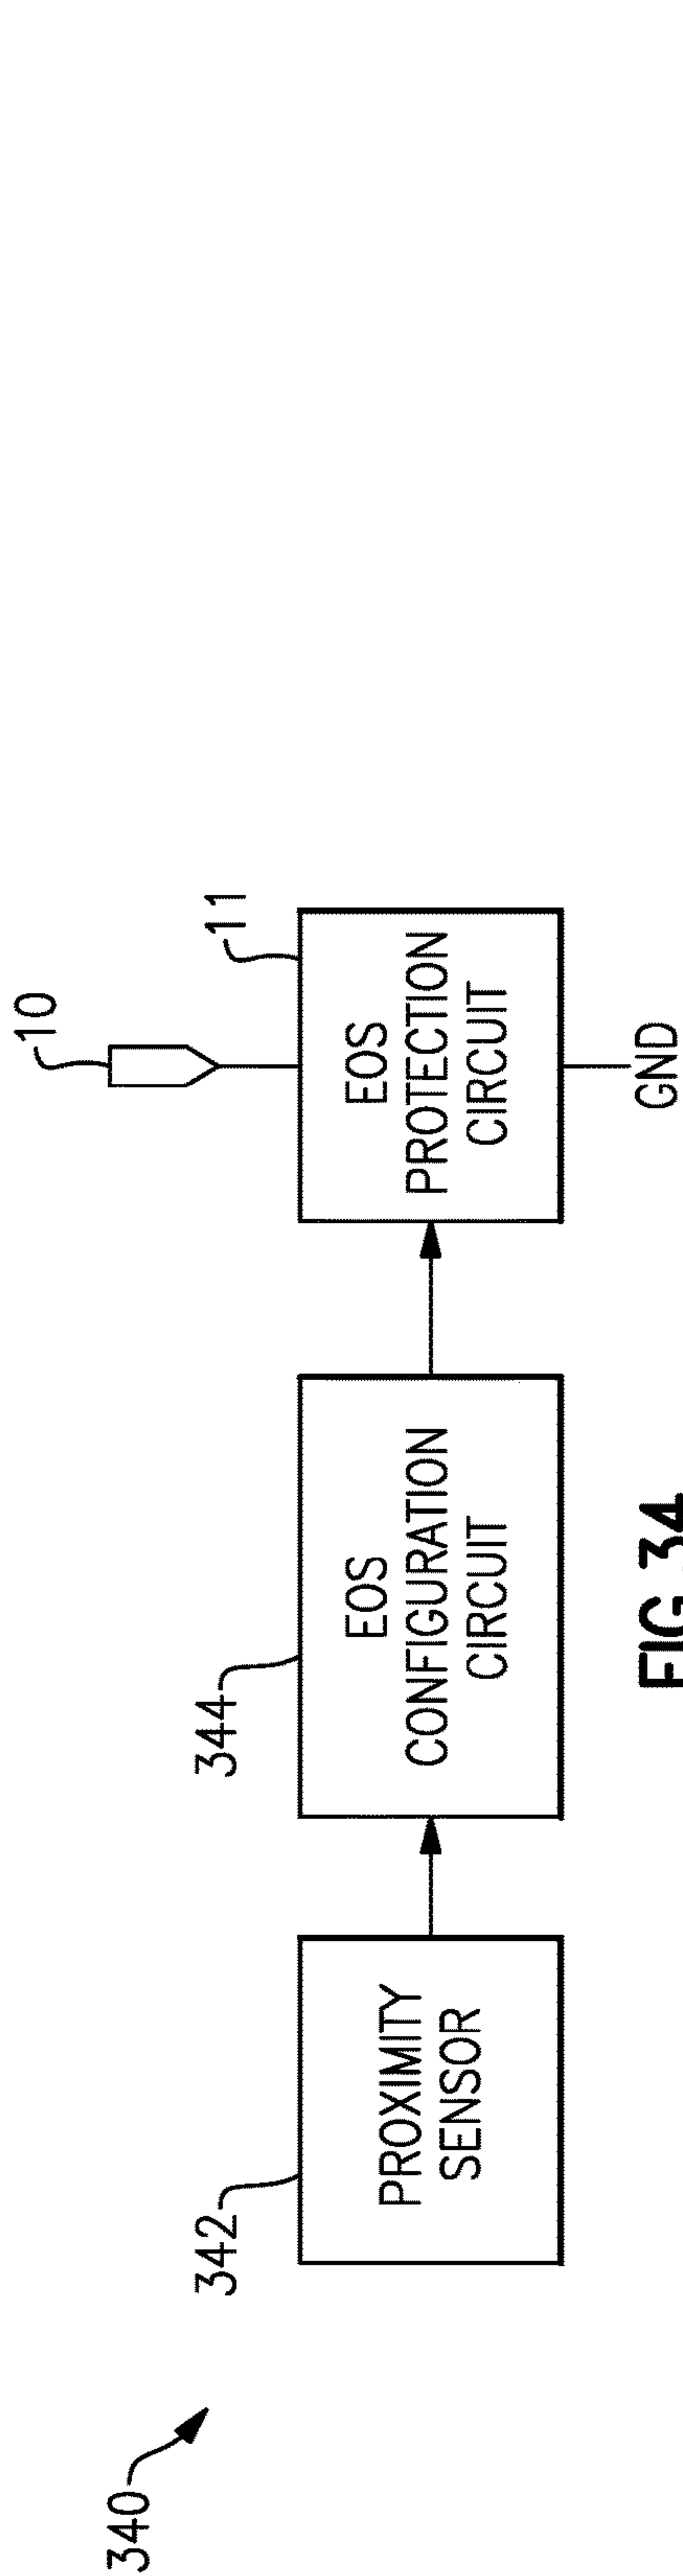 340
342
PROXIMITY
SENSOR
344
EOS
CONFIGURATION
CIRCUIT
10
11
EOS
PROTECTION
CIRCUIT
GND
FIG.34